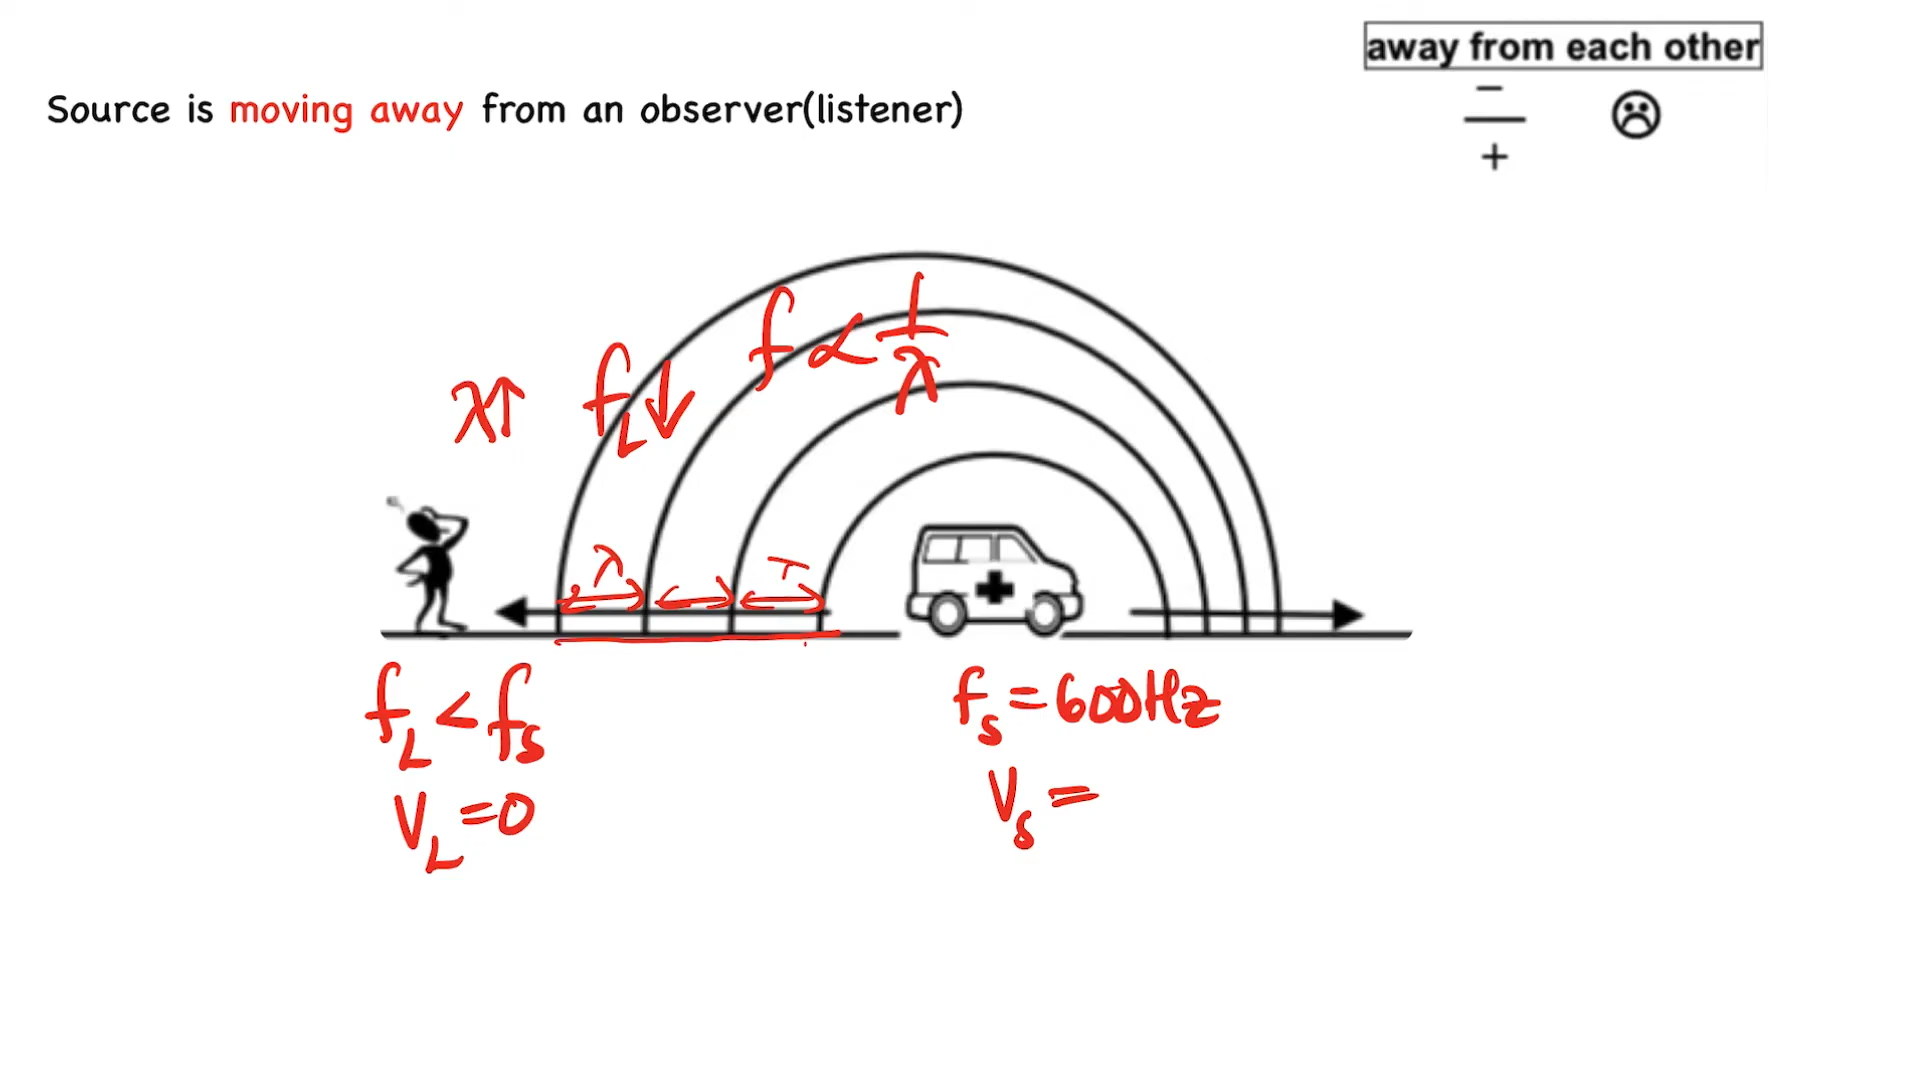 away from each other
Source is moving away from an observer(listener)
−
+
f ∝ 1/λ
λ↑ f_L↓
λ
T
f_L < f_s
f_s = 600Hz
V_L = 0
V_s =